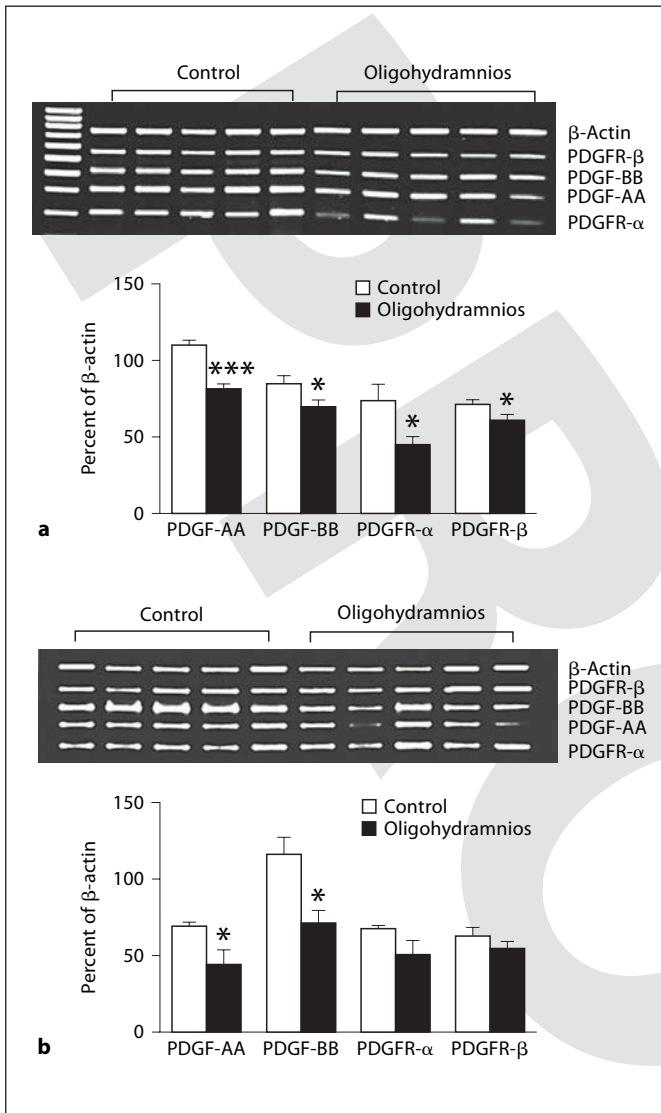 Control Oligohydramnios
β-Actin
PDGFR-β
PDGF-BB
PDGF-AA
PDGFR-α
150
100
50
0
Percent of β-actin
Control
Oligohydramnios
***
*
*
*
PDGF-AA PDGF-BB PDGFR-α PDGFR-β
a
Control Oligohydramnios
β-Actin
PDGFR-β
PDGF-BB
PDGF-AA
PDGFR-α
150
100
50
0
Percent of β-actin
Control
Oligohydramnios
*
*
PDGF-AA PDGF-BB PDGFR-α PDGFR-β
b